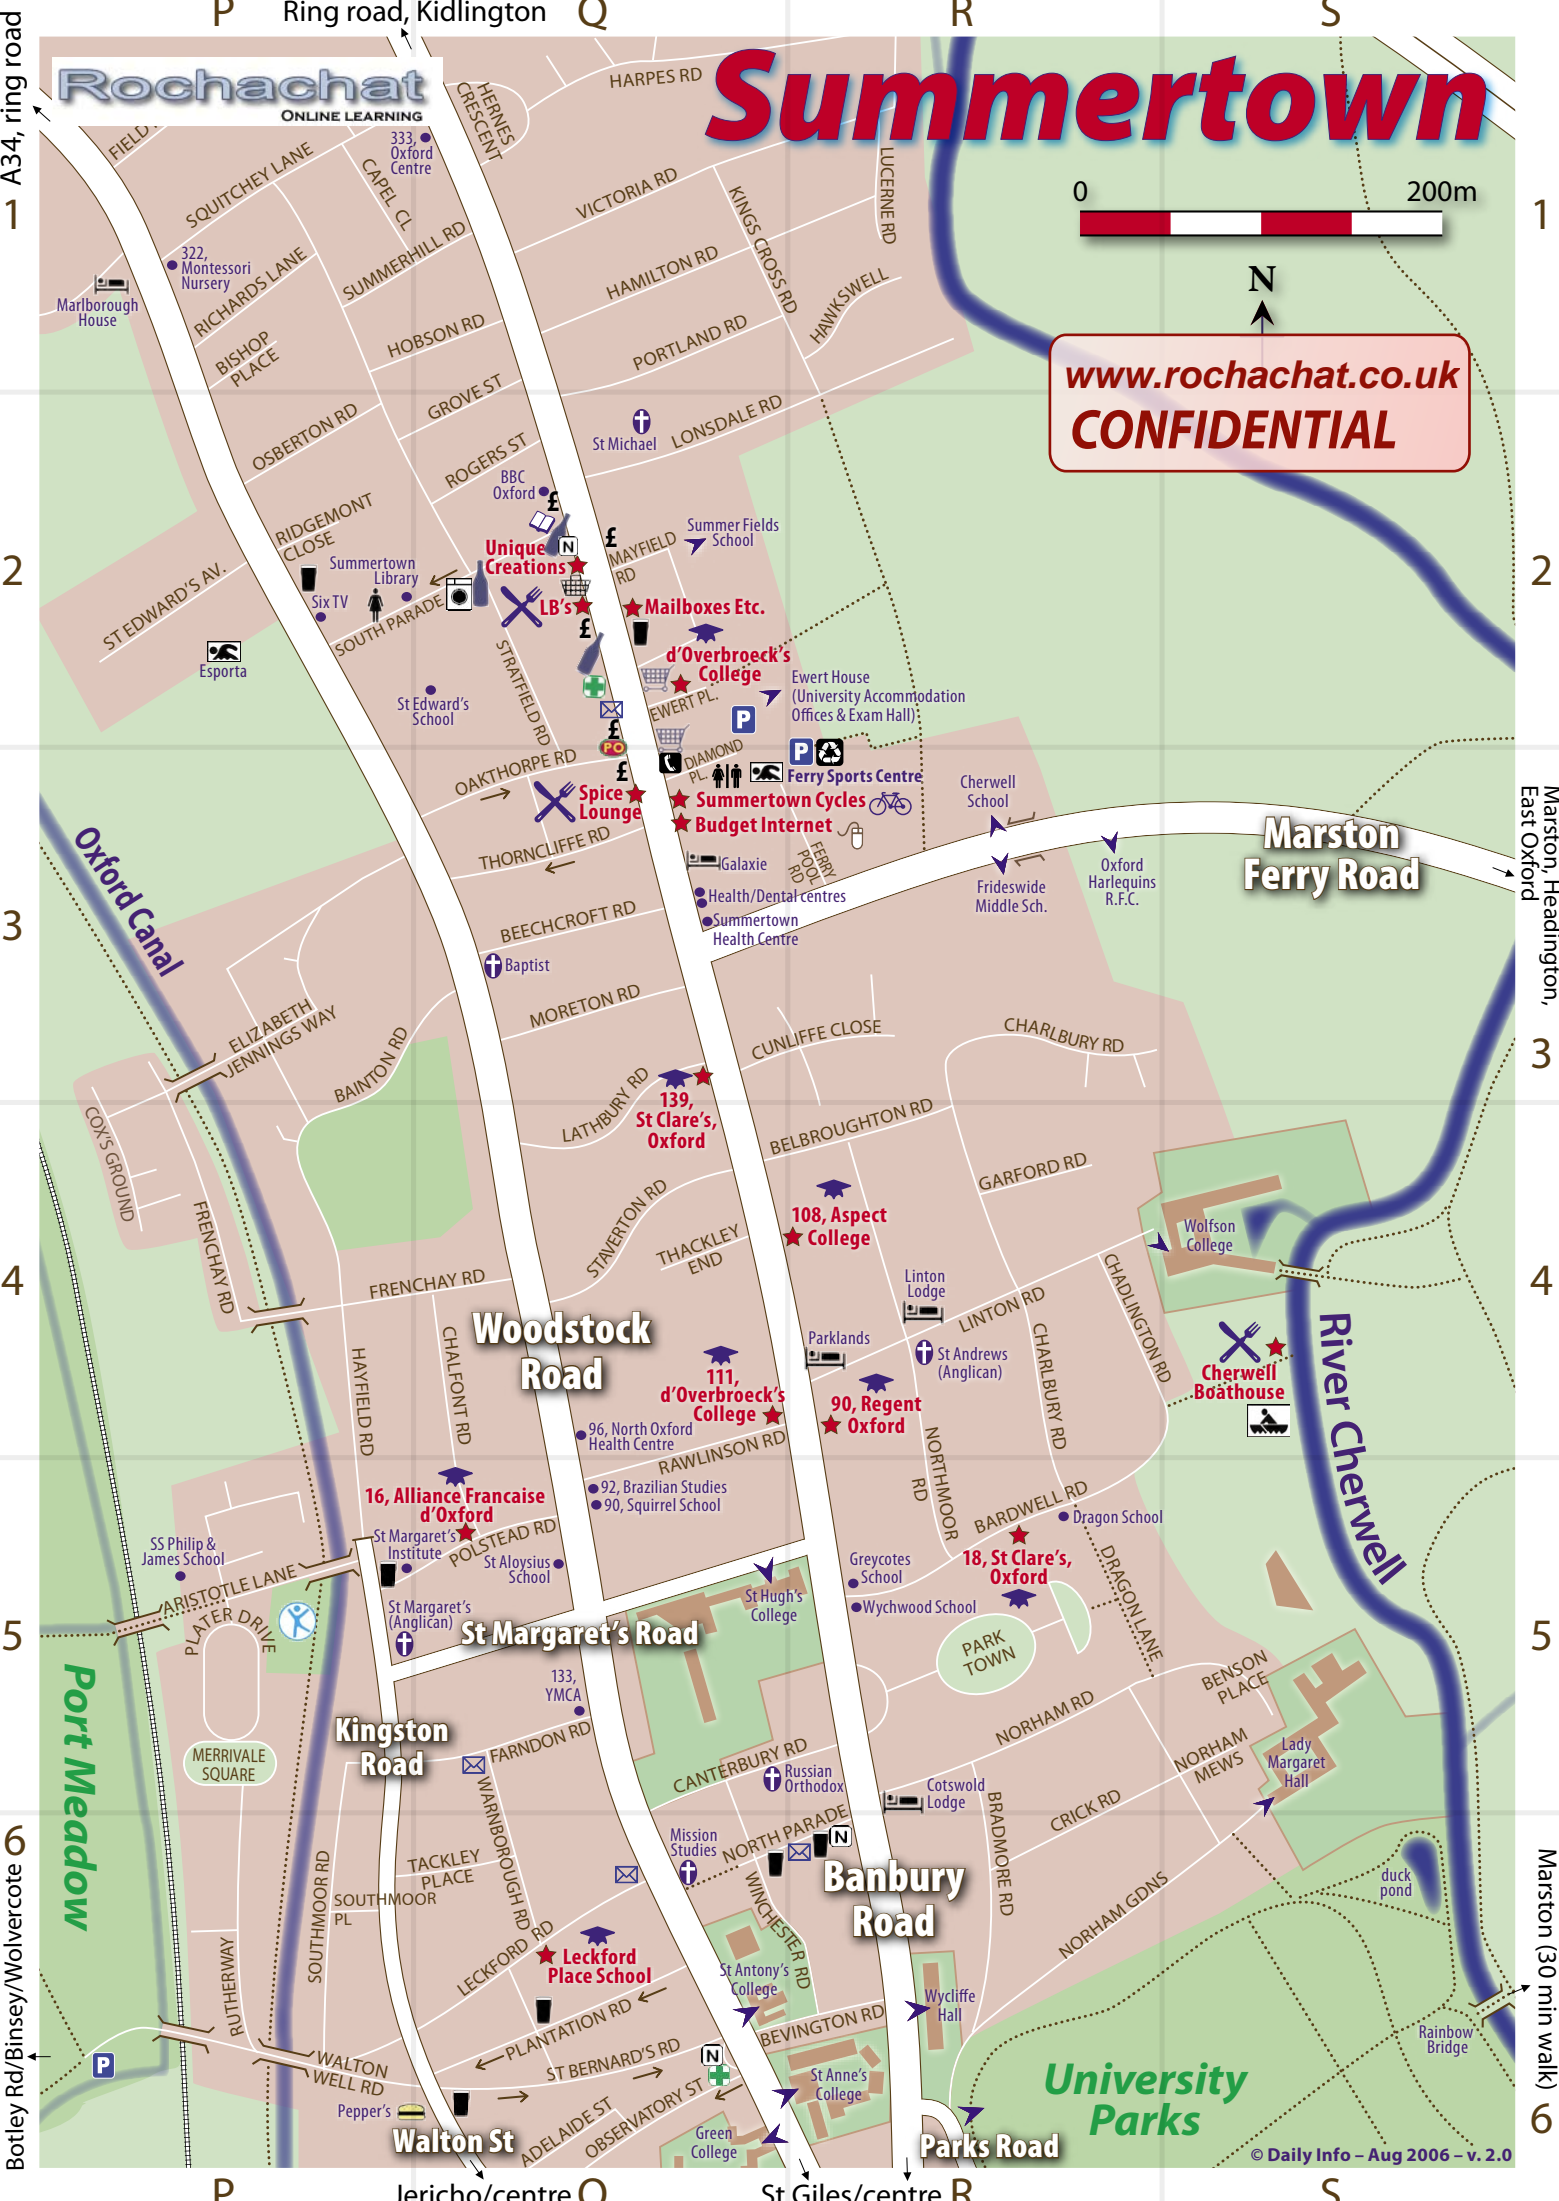 P
Ring road, Kidlington
Q
R
S
A34, ring road
Rochachat
ONLINE LEARNING
Summertown
0
200m
N
www.rochachat.co.uk
CONFIDENTIAL
1
1
HARPES RD
HERNES
CRESCENT
FIELD
333,
Oxford
Centre
SQUITCHEY LANE
CAPEL CL
LUCERNE RD
VICTORIA RD
KINGS CROSS RD
322,
Montessori
Nursery
SUMMERHILL RD
RICHARDS LANE
HAMILTON RD
HAWKSWELL
Marlborough
House
BISHOP
PLACE
HOBSON RD
PORTLAND RD
GROVE ST
OSBERTON RD
St Michael
LONSDALE RD
ROGERS ST
BBC
Oxford
£
RIDGEMONT
CLOSE
2
2
Unique
Creations
N
£
MAYFIELD
RD
Summer Fields
School
Summertown
Library
ST EDWARD'S AV.
Six TV
SOUTH PARADE
LB's
Mailboxes Etc.
£
Esporta
STRATFIELD RD
d'Overbroeck's
College
St Edward's
School
EWERT PL.
P
Ewert House
(University Accommodation
Offices & Exam Hall)
£
PO
DIAMOND
PL.
P
Ferry Sports Centre
OAKTHORPE RD
£
Spice
Lounge
Summertown Cycles
Budget Internet
Cherwell
School
Marston
Ferry Road
Marston, Headington,
East Oxford
THORNCLIFFE RD
Galaxie
FERRY
POOL
RD
Frideswide
Middle Sch.
Oxford
Harlequins
R.F.C.
Oxford Canal
3
3
Health/Dental centres
Summertown
Health Centre
BEECHCROFT RD
Baptist
MORETON RD
ELIZABETH
JENNINGS WAY
BAINTON RD
CUNLIFFE CLOSE
CHARLBURY RD
COX'S GROUND
LATHBURY RD
139,
St Clare's,
Oxford
BELBROUGHTON RD
GARFORD RD
FRENCHAY RD
STAVERTON RD
THACKLEY
END
108, Aspect
College
Wolfson
College
4
4
FRENCHAY RD
Linton
Lodge
LINTON RD
CHADLINGTON RD
Woodstock
Road
HAYFIELD RD
CHALFONT RD
Parklands
St Andrews
(Anglican)
CHARLBURY RD
Cherwell
Boathouse
River Cherwell
111,
d'Overbroeck's
College
90, Regent
Oxford
96, North Oxford
Health Centre
RAWLINSON RD
NORTHMOOR
RD
16, Alliance Francaise
d'Oxford
92, Brazilian Studies
90, Squirrel School
BARDWELL RD
Dragon School
SS Philip &
James School
St Margaret's
Institute
POLSTEAD RD
St Aloysius
School
Greycotes
School
18, St Clare's,
Oxford
DRAGON LANE
ARISTOTLE LANE
PLATER DRIVE
St Margaret's
(Anglican)
St Hugh's
College
Wychwood School
5
5
St Margaret's Road
PARK
TOWN
Port Meadow
133,
YMCA
BENSON
PLACE
Kingston
Road
FARNDON RD
NORHAM RD
MERRIVALE
SQUARE
CANTERBURY RD
Russian
Orthodox
NORHAM
MEWS
Lady
Margaret
Hall
WARNBOROUGH RD
Cotswold
Lodge
BRADMORE RD
CRICK RD
6
Mission
Studies
NORTH PARADE
N
TACKLEY
PLACE
Banbury
Road
duck
pond
SOUTHMOOR
PL
SOUTHMOOR RD
WINCHESTER RD
NORHAM GDNS
Botley Rd/Binsey/Wolvercote
Marston (30 min walk)
RUTHERWAY
LECKFORD RD
Leckford
Place School
St Antony's
College
Wycliffe
Hall
PLANTATION RD
BEVINGTON RD
Rainbow
Bridge
P
WALTON
WELL RD
ST BERNARD'S RD
N
St Anne's
College
University
Parks
6
Pepper's
Walton St
ADELAIDE ST
OBSERVATORY ST
Green
College
Parks Road
© Daily Info – Aug 2006 – v. 2.0
P
Jericho/centre
Q
St Giles/centre
R
S